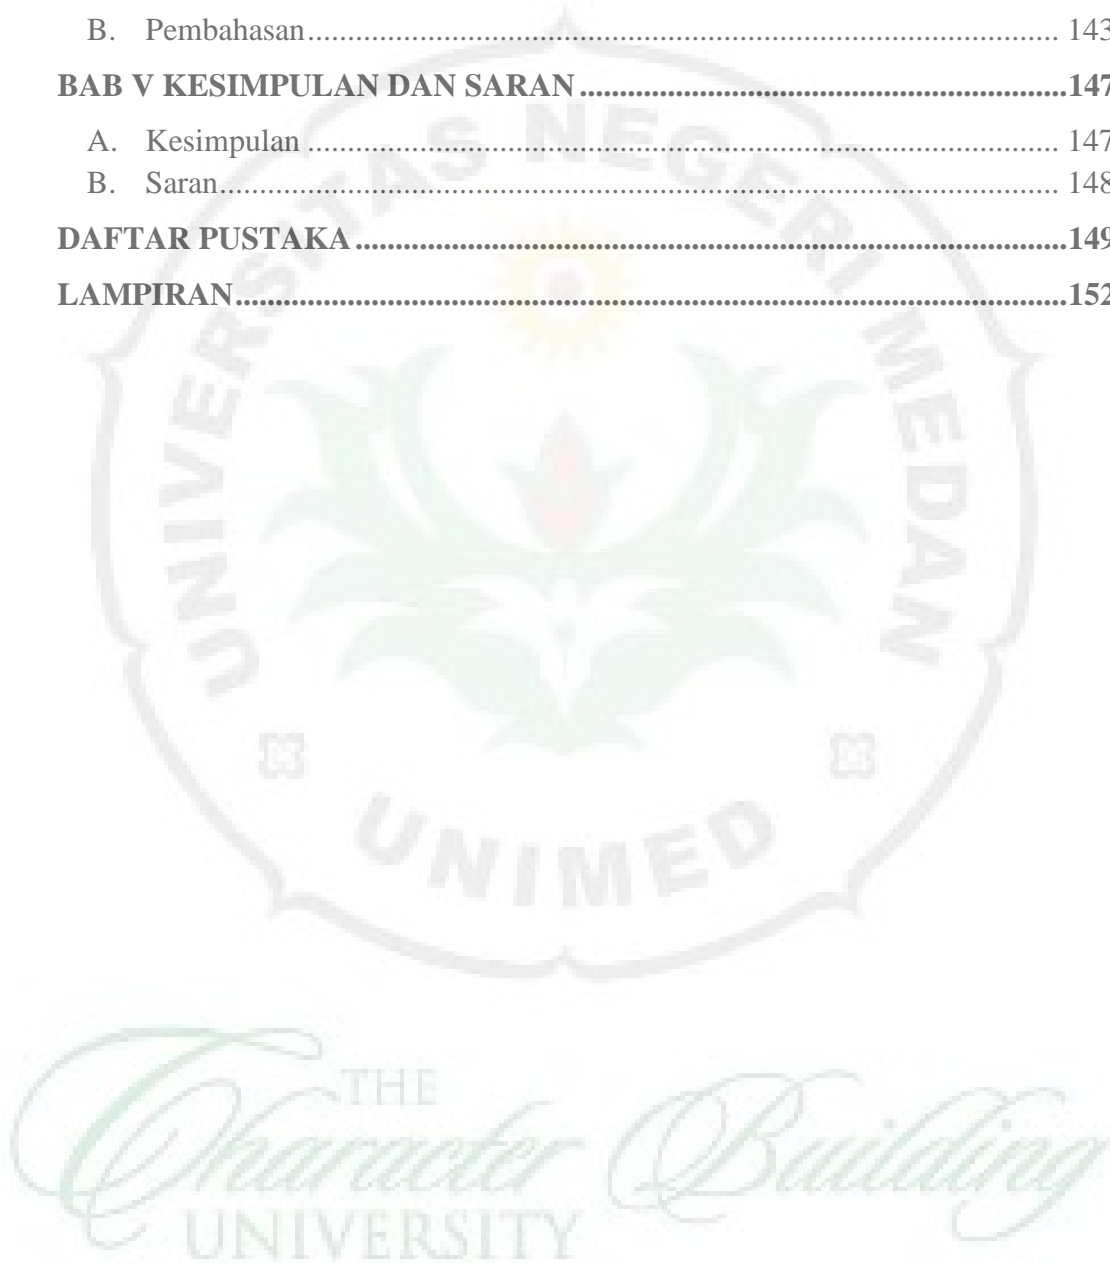 B. Pembahasan........................................................................................ 143
BAB V KESIMPULAN DAN SARAN..........................................................147
A. Kesimpulan ........................................................................................ 147
B. Saran.................................................................................................. 148
DAFTAR PUSTAKA...................................................................................149
LAMPIRAN.................................................................................................152
UNIVERSITAS NEGERI MEDAN
UNIMED
THE
Character Building
UNIVERSITY